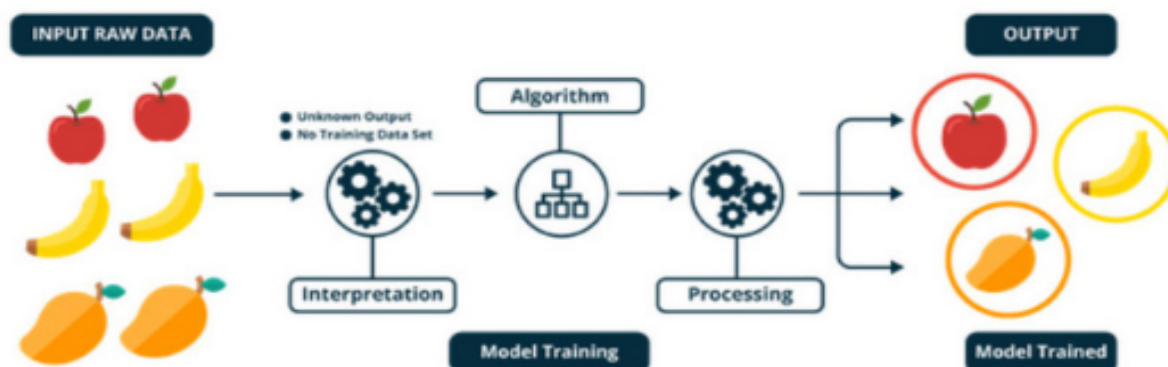 INPUT RAW DATA
OUTPUT
Algorithm
Unknown Output
No Training Data Set
Interpretation
Processing
Model Training
Model Trained